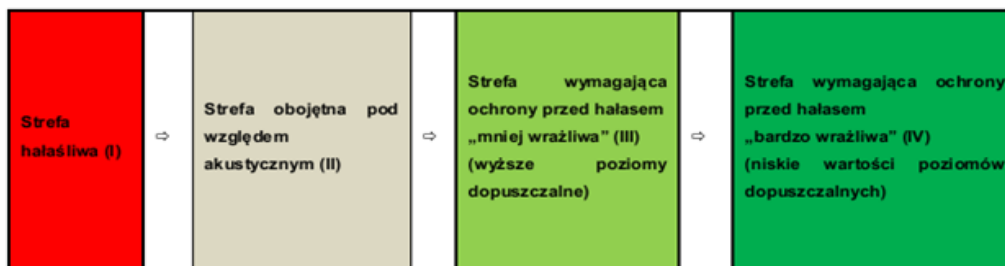 Strefa
hałaśliwa (I)
⇨
Strefa obojętna pod
względem
akustycznym (II)
⇨
Strefa wymagająca
ochrony przed hałasem
„mniej wrażliwa” (III)
(wyższe poziomy
dopuszczalne)
⇨
Strefa wymagająca ochrony
przed hałasem
„bardzo wrażliwa” (IV)
(niskie wartości poziomów
dopuszczalnych)